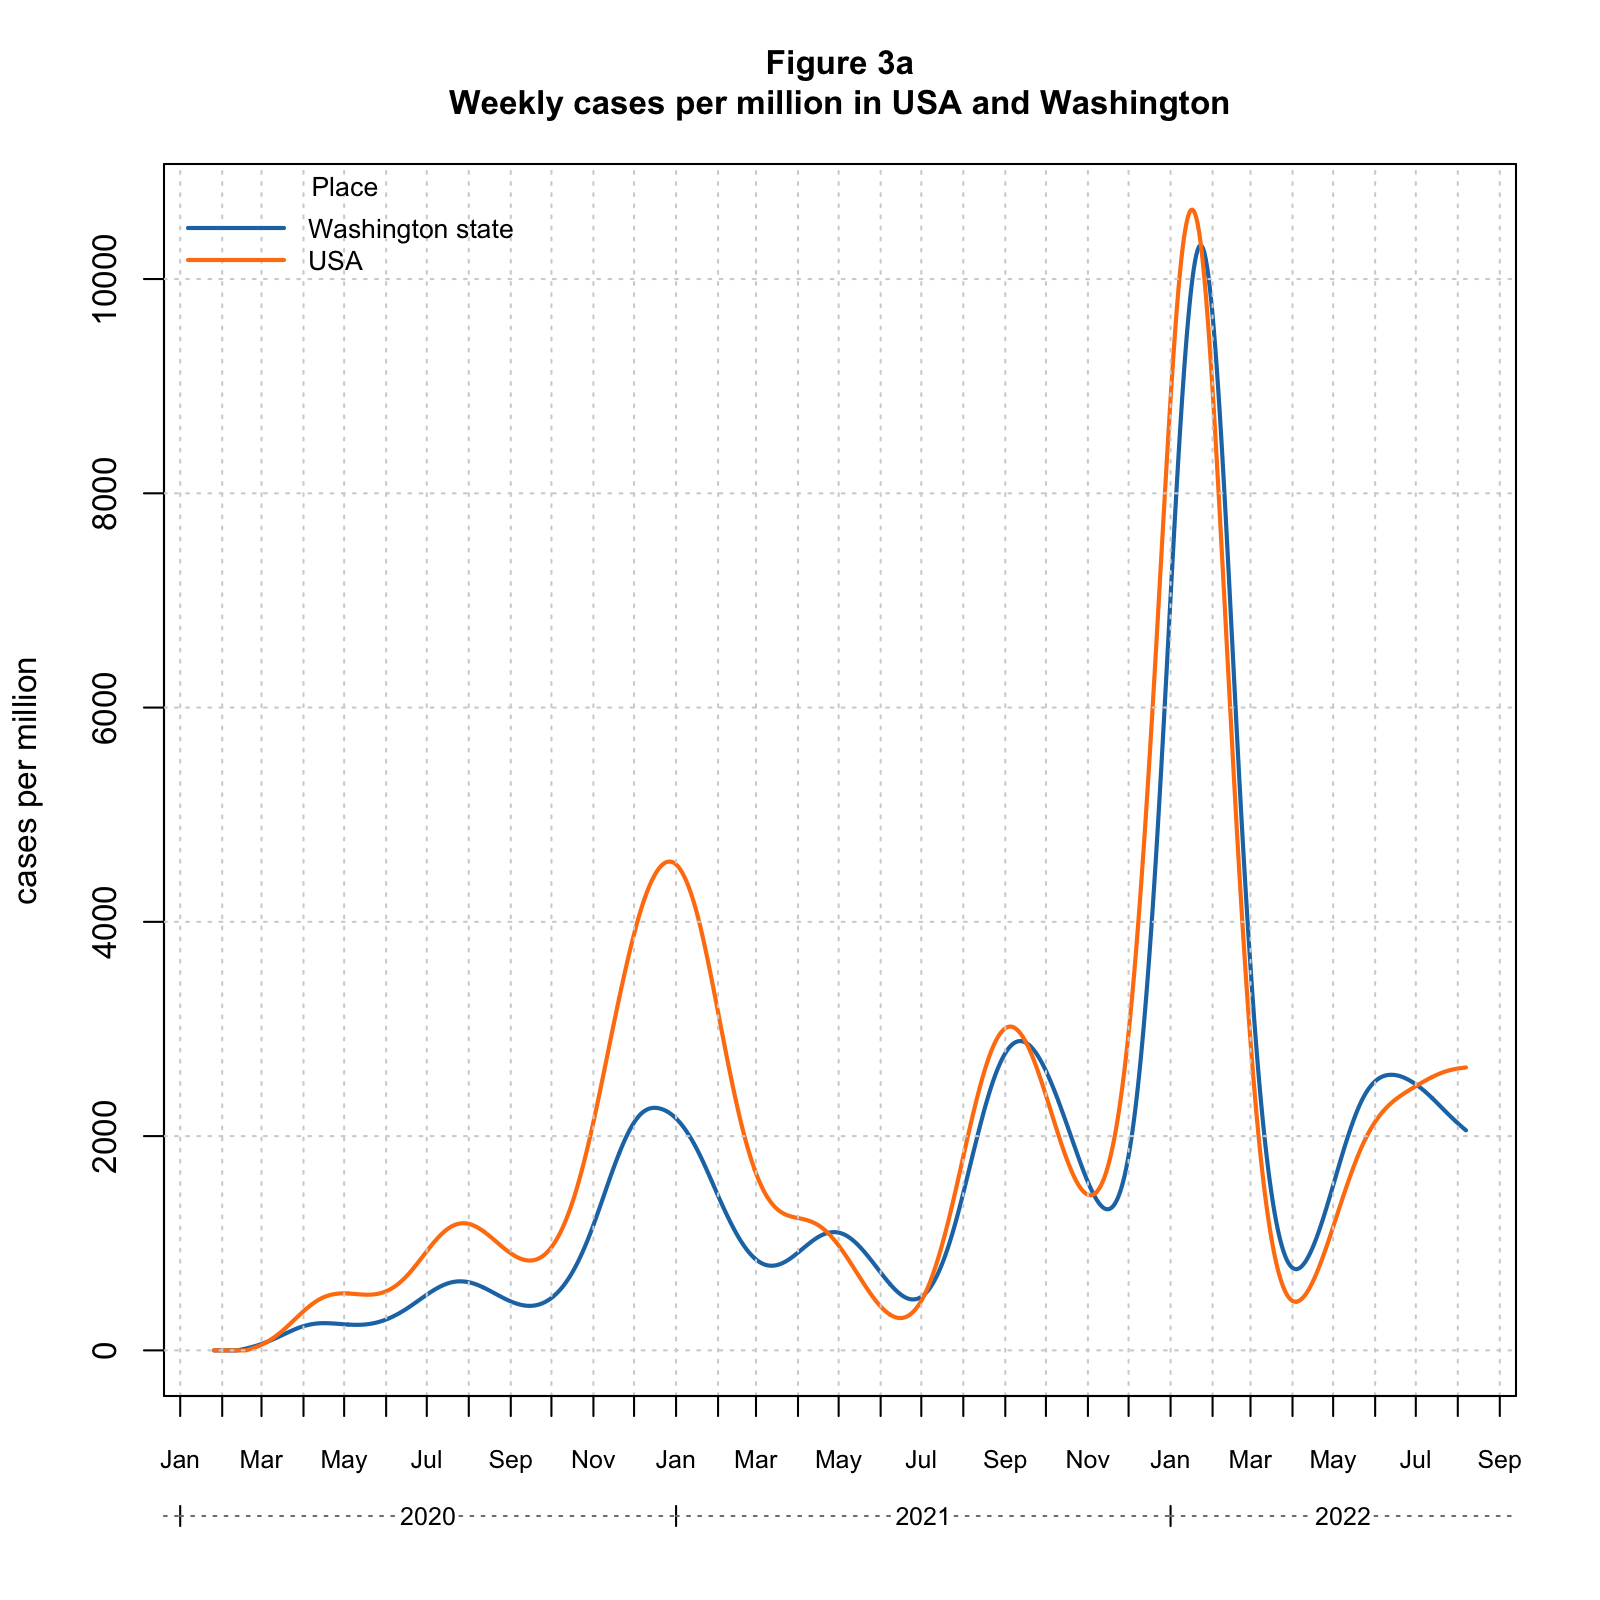 Figure 3a
Weekly cases per million in USA and Washington
Place
Washington state
USA
cases per million
10000
8000
6000
4000
2000
0
Jan Mar May Jul Sep Nov Jan Mar May Jul Sep Nov Jan Mar May Jul Sep
2020 2021 2022